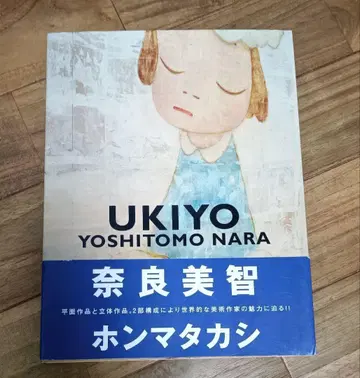 UKIYO
YOSHITOMO NARA
奈良美智
平面作品と立体作品、2部構成により世界的な美術作家の魅力に迫る!!
ホンマタカシ